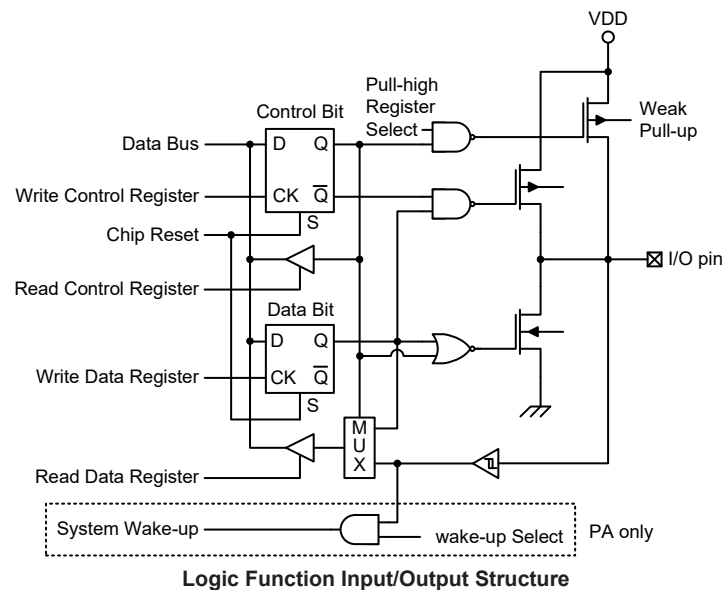 VDD
Pull-high
Register
Select
Weak
Pull-up
Control Bit
Data Bus
D
Q
Write Control Register
CK
Q
S
Chip Reset
I/O pin
Read Control Register
Data Bit
D
Q
Write Data Register
CK
Q
S
M
U
X
Read Data Register
System Wake-up
wake-up Select
PA only
Logic Function Input/Output Structure